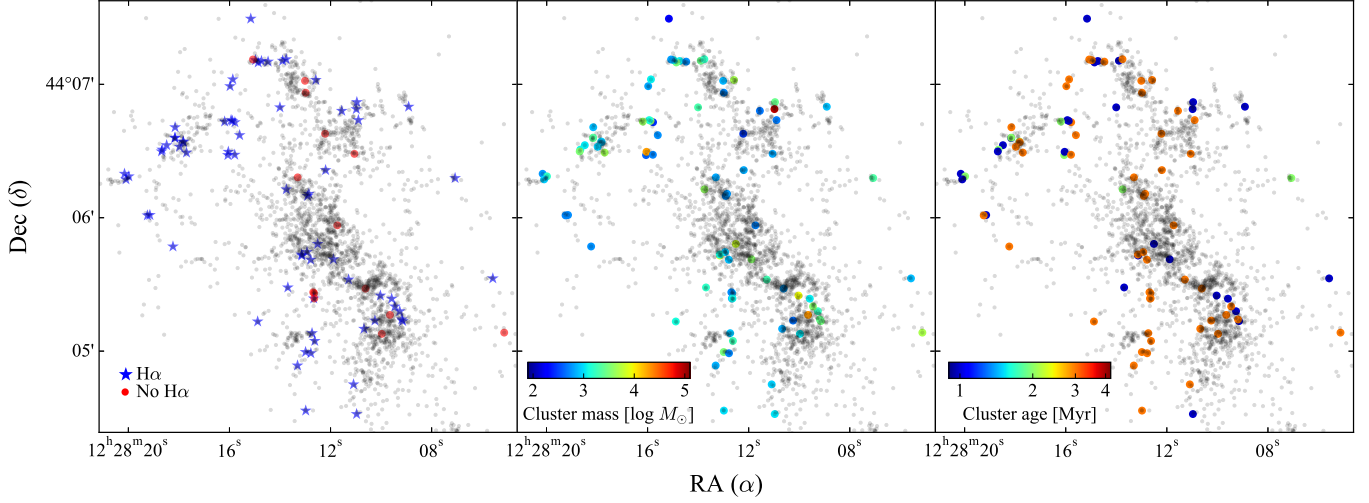 Dec (δ)
44°07'
06'
05'
Hα
No Hα
12ʰ28ᵐ20ˢ
16ˢ
12ˢ
08ˢ
1 2 3 4 5
Cluster mass [log M☉]
12ʰ28ᵐ20ˢ
16ˢ
12ˢ
08ˢ
1 2 3 4
Cluster age [Myr]
12ʰ28ᵐ20ˢ
16ˢ
12ˢ
08ˢ
RA (α)